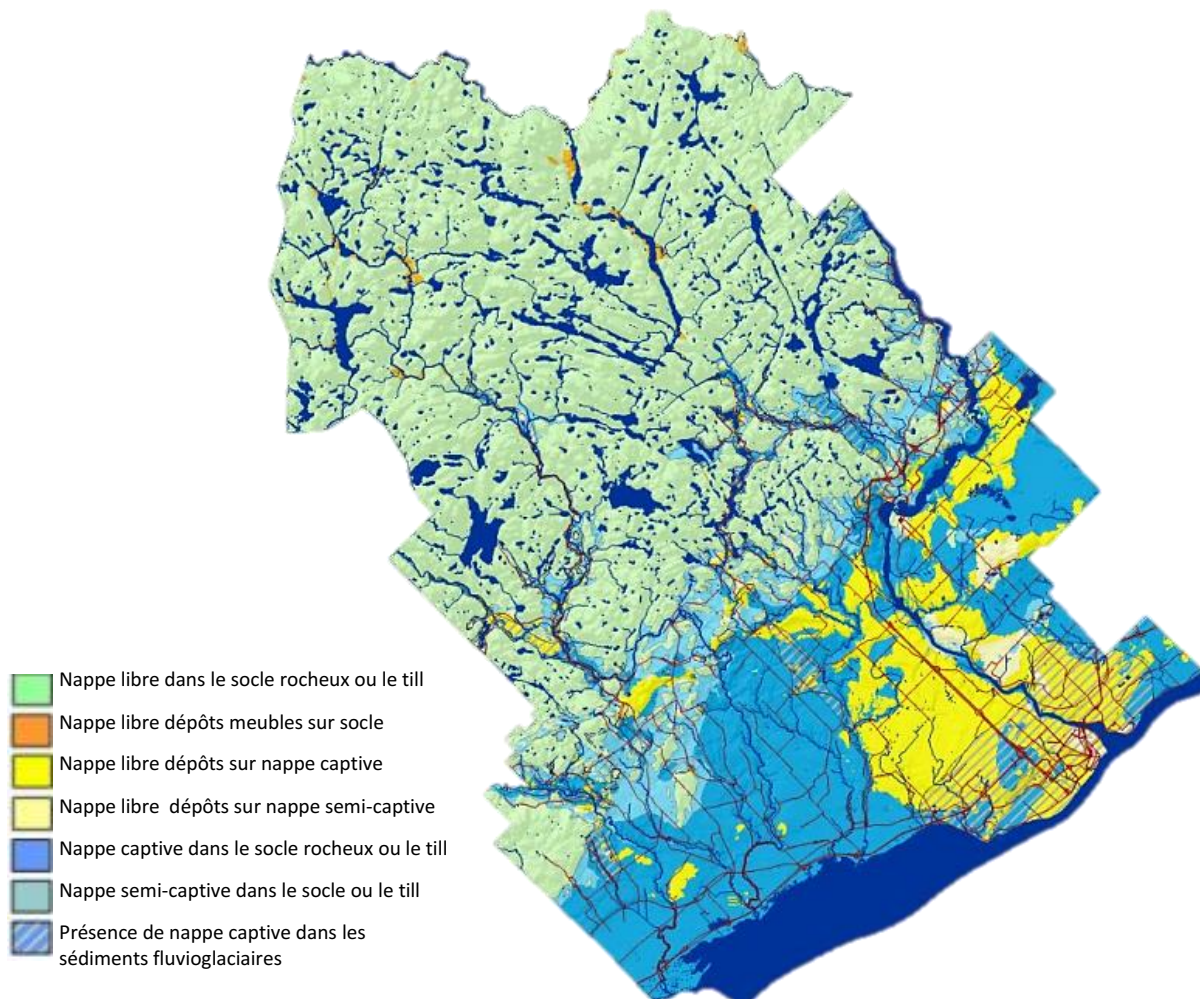 Nappe libre dans le socle rocheux ou le till
Nappe libre dépôts meubles sur socle
Nappe libre dépôts sur nappe captive
Nappe libre dépôts sur nappe semi-captive
Nappe captive dans le socle rocheux ou le till
Nappe semi-captive dans le socle ou le till
Présence de nappe captive dans les
sédiments fluvioglaciaires